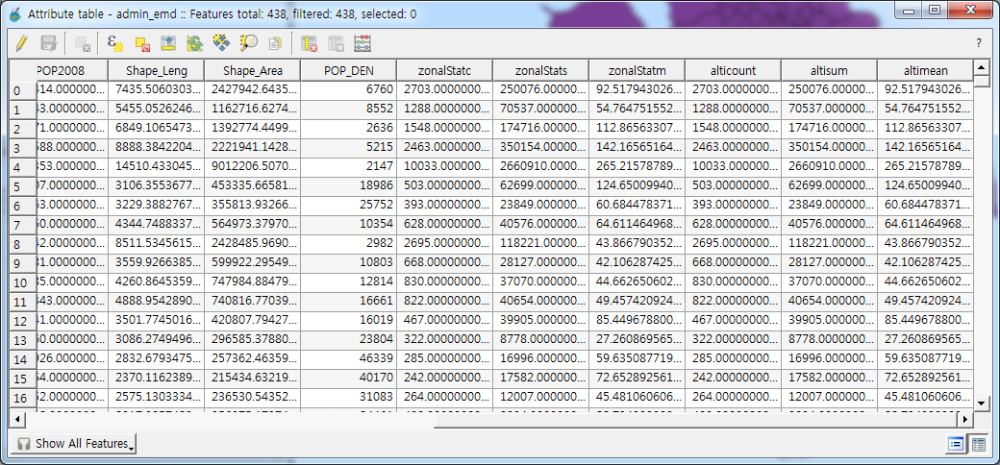 Attribute table - admin_emd :: Features total: 438, filtered: 438, selected: 0
?
POP2008 Shape_Leng Shape_Area POP_DEN zonalStatc zonalStats zonalStatm alticount altisum altimean
0 314.000000... 7435.5060303... 2427942.6435... 6760 2703.0000000... 250076.00000... 92.517943026... 2703.0000000... 250076.00000... 92.517943026...
1 43.0000000... 5455.0526246... 1162716.6274... 8552 1288.0000000... 70537.000000... 54.764751552... 1288.0000000... 70537.000000... 54.764751552...
2 71.0000000... 6849.1065473... 1392774.4499... 2636 1548.0000000... 174716.00000... 112.86563307... 1548.0000000... 174716.00000... 112.86563307...
3 588.000000... 8888.3842204... 2221941.1428... 5215 2463.0000000... 350154.00000... 142.16565164... 2463.0000000... 350154.00000... 142.16565164...
4 353.000000... 14510.433045... 9012206.5070... 2147 10033.000000... 2660910.0000... 265.21578789... 10033.000000... 2660910.0000... 265.21578789...
5 07.0000000... 3106.3553677... 453335.66581... 18986 503.00000000... 62699.000000... 124.65009940... 503.00000000... 62699.000000... 124.65009940...
6 53.0000000... 3229.3882767... 355813.93266... 25752 393.00000000... 23849.000000... 60.684478371... 393.00000000... 23849.000000... 60.684478371...
7 50.0000000... 4344.7488337... 564973.37970... 10354 628.00000000... 40576.000000... 64.611464968... 628.00000000... 40576.000000... 64.611464968...
8 42.0000000... 8511.5345615... 2428485.9690... 2982 2695.0000000... 118221.00000... 43.866790352... 2695.0000000... 118221.00000... 43.866790352...
9 31.0000000... 3559.9266385... 599922.29549... 10803 668.00000000... 28127.000000... 42.106287425... 668.00000000... 28127.000000... 42.106287425...
10 35.0000000... 4260.8645359... 747984.88479... 12814 830.00000000... 37070.000000... 44.662650602... 830.00000000... 37070.000000... 44.662650602...
11 343.000000... 4888.9542890... 740816.77039... 16661 822.00000000... 40654.000000... 49.457420924... 822.00000000... 40654.000000... 49.457420924...
12 41.0000000... 3501.7745016... 420807.79427... 16019 467.00000000... 39905.000000... 85.449678800... 467.00000000... 39905.000000... 85.449678800...
13 50.0000000... 3086.2749496... 296585.37880... 23804 322.00000000... 8778.0000000... 27.260869565... 322.00000000... 8778.0000000... 27.260869565...
14 926.000000... 2832.6793475... 257362.46359... 46339 285.00000000... 16996.000000... 59.635087719... 285.00000000... 16996.000000... 59.635087719...
15 54.0000000... 2370.1162389... 215434.63219... 40170 242.00000000... 17582.000000... 72.652892561... 242.00000000... 17582.000000... 72.652892561...
16 52.0000000... 2575.1303334... 236530.54352... 31083 264.00000000... 12007.000000... 45.481060606... 264.00000000... 12007.000000... 45.481060606...
Show All Features